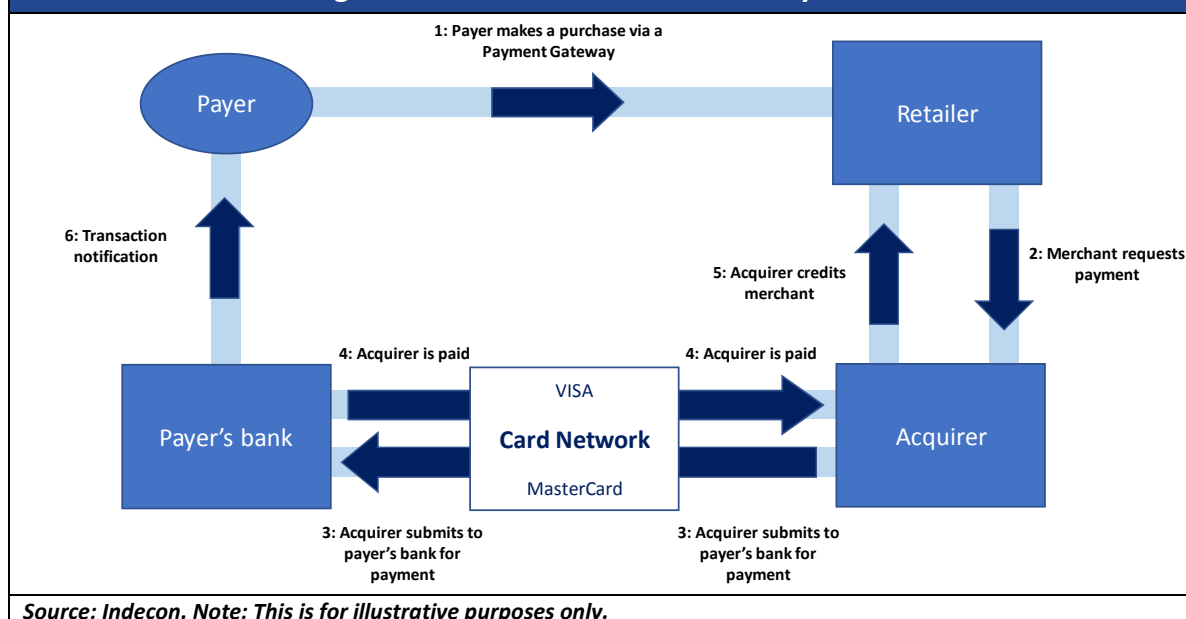 1: Payer makes a purchase via a
Payment Gateway
Payer
Retailer
6: Transaction
notification
5: Acquirer credits
merchant
2: Merchant requests
payment
4: Acquirer is paid
4: Acquirer is paid
Payer’s bank
VISA
Card Network
MasterCard
Acquirer
3: Acquirer submits to
payer’s bank for
payment
3: Acquirer submits to
payer’s bank for
payment
Source: Indecon. Note: This is for illustrative purposes only.